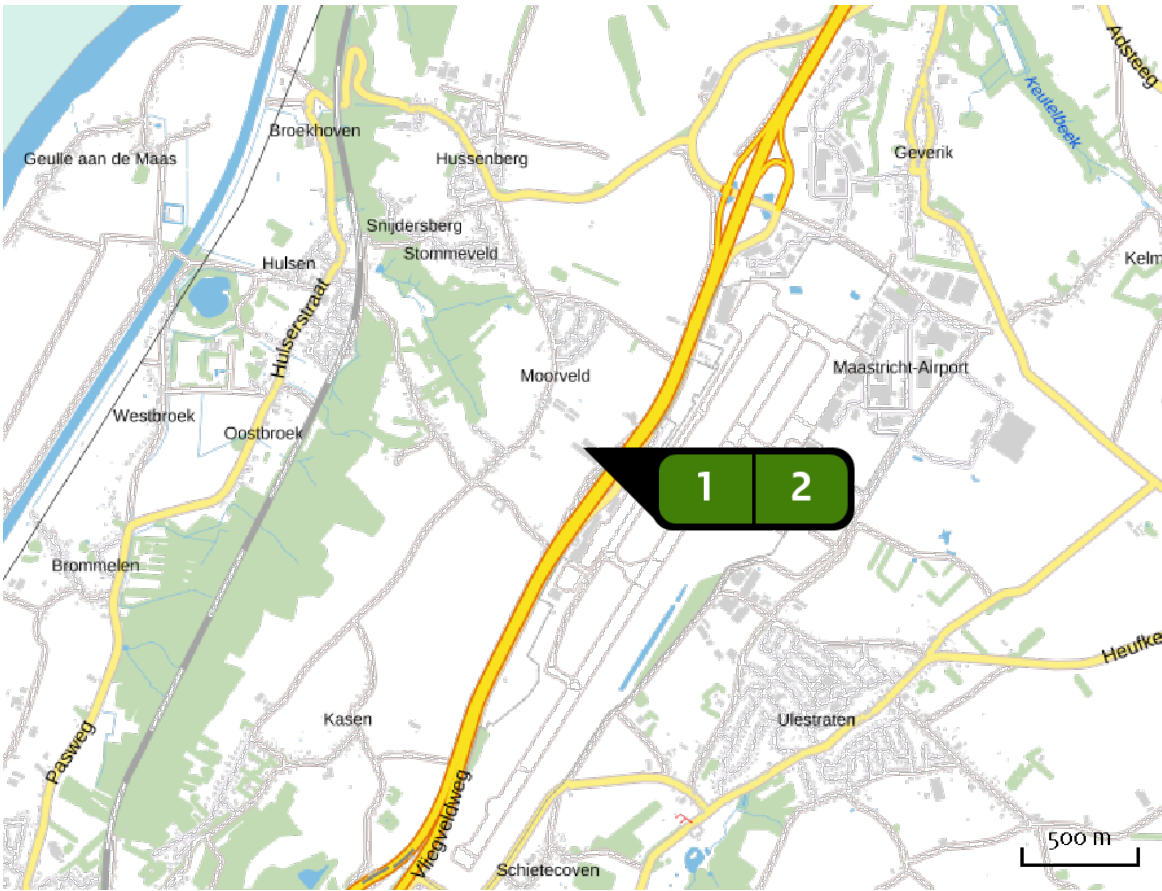 Adsteeg
Keutelbeek
Broekhoven
Geulle aan de Maas
Hussenberg
Geverik
Snijdersberg
Stommeveld
Hulsen
Kelm
Hulserstraat
Moorveld
Maastricht-Airport
Westbroek
Oostbroek
1 2
Brommelen
Heufke
Kasen
Ulestraten
Pasweg
Vliegveldweg
500 m
Schietecoven